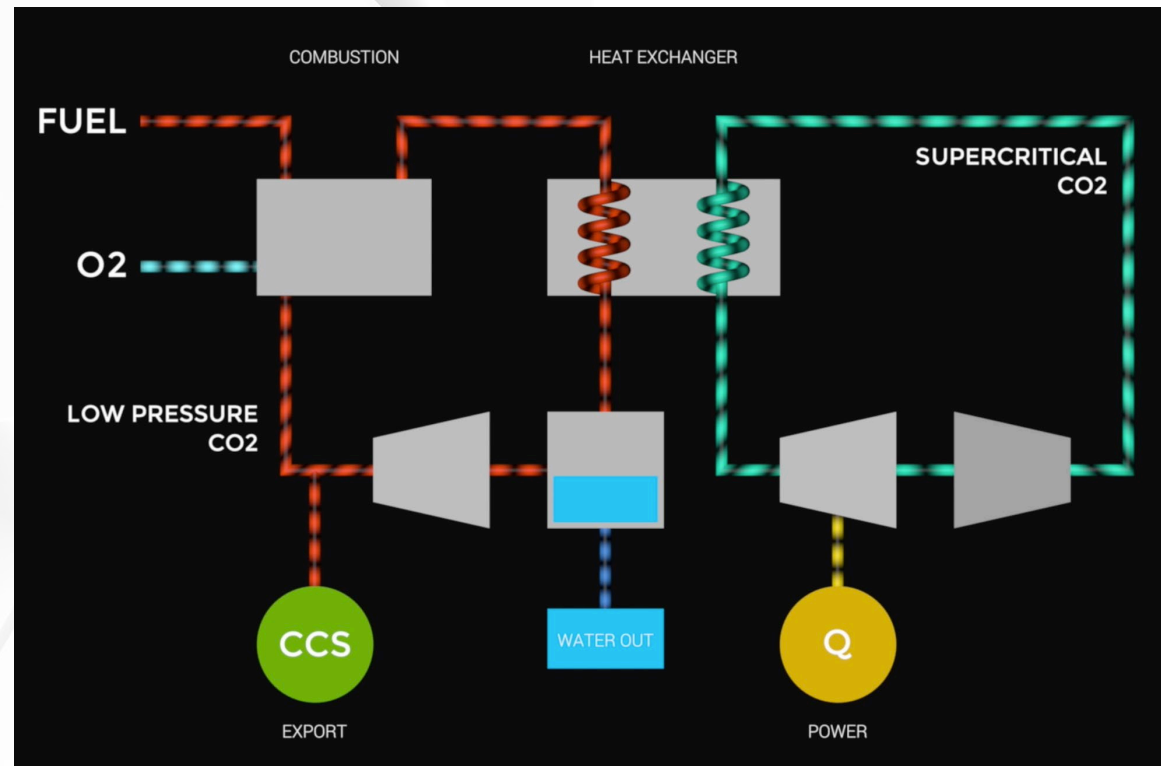 COMBUSTION
HEAT EXCHANGER
FUEL
SUPERCRITICAL
CO2
O2
LOW PRESSURE
CO2
CCS
WATER OUT
Q
EXPORT
POWER